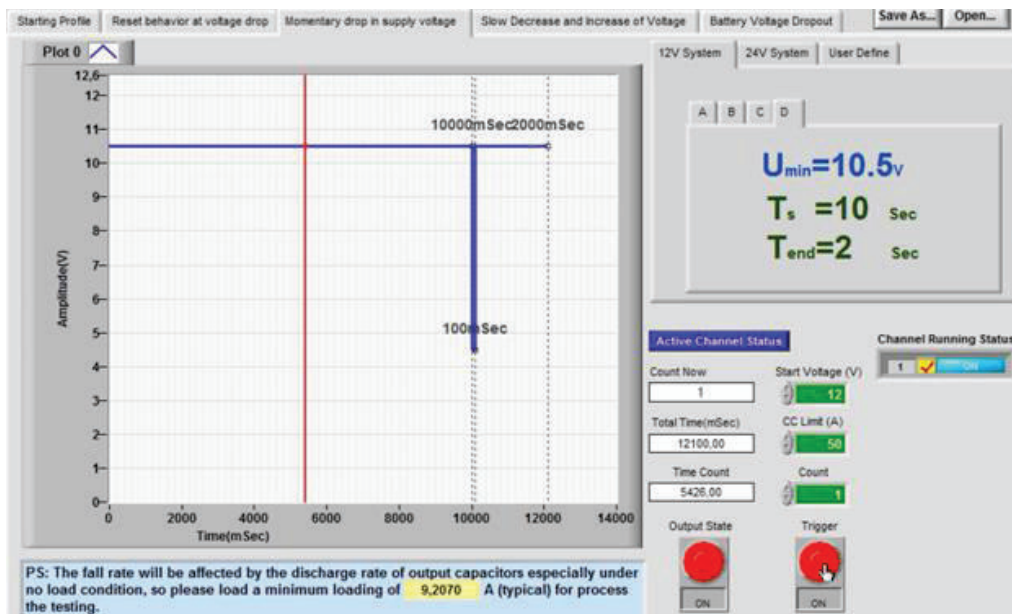 Starting Profile
Reset behavior at voltage drop
Momentary drop in supply voltage
Slow Decrease and Increase of Voltage
Battery Voltage Dropout
Save As...
Open...
Plot 0
12,6
12
11
10
9
8
7
6
5
4
3
2
1
0
Amplitude(V)
10000mSec
2000mSec
100mSec
0
2000
4000
6000
8000
10000
12000
14000
Time(mSec)
PS: The fall rate will be affected by the discharge rate of output capacitors especially under
no load condition, so please load a minimum loading of 9,2070 A (typical) for process
the testing.
12V System
24V System
User Define
A
B
C
D
Umin=10.5v
Ts =10 Sec
Tend=2 Sec
Active Channel Status
Channel Running Status
1
ON
Count Now
1
Start Voltage (V)
12
Total Time(mSec)
12100,00
CC Limit (A)
50
Time Count
5426,00
Count
1
Output State
Trigger
ON
ON